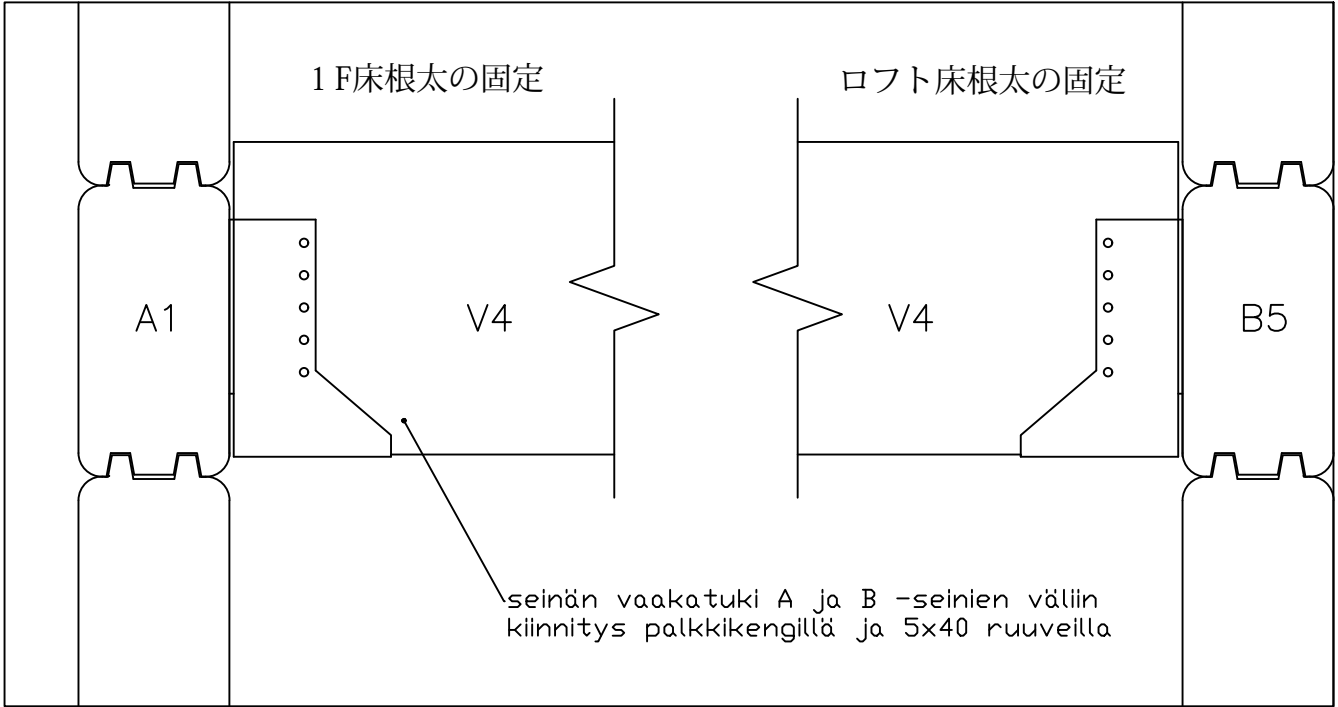 1 F床根太の固定
ロフト床根太の固定
A1
V4
V4
B5
seinän vaakatuki A ja B -seinien väliin
kiinnitys palkkikengillä ja 5x40 ruuveilla